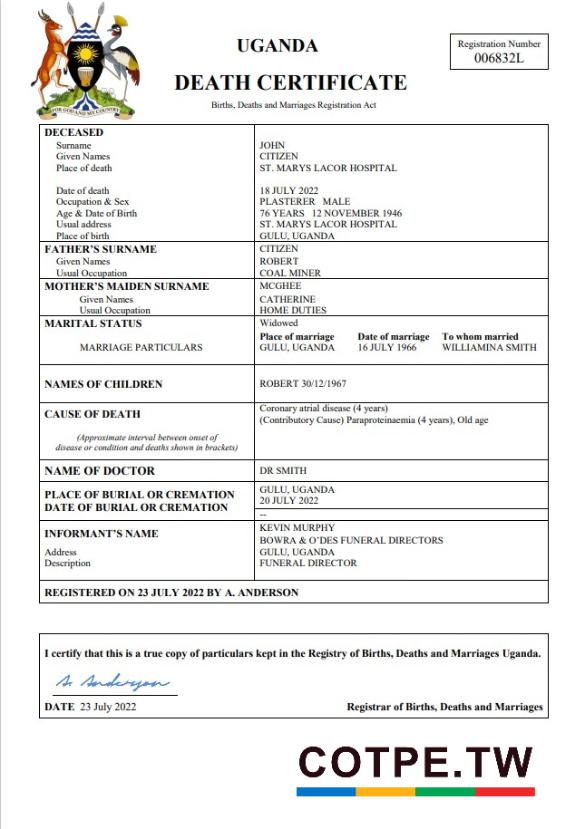 UGANDA
DEATH CERTIFICATE
Births, Deaths and Marriages Registration Act
Registration Number
006832L
FOR GOD AND MY COUNTRY
DECEASED
Surname JOHN
Given Names CITIZEN
Place of death ST. MARYS LACOR HOSPITAL
Date of death 18 JULY 2022
Occupation & Sex PLASTERER MALE
Age & Date of Birth 76 YEARS 12 NOVEMBER 1946
Usual address ST. MARYS LACOR HOSPITAL
Place of birth GULU, UGANDA
FATHER'S SURNAME CITIZEN
Given Names ROBERT
Usual Occupation COAL MINER
MOTHER'S MAIDEN SURNAME MCGHEE
Given Names CATHERINE
Usual Occupation HOME DUTIES
MARITAL STATUS Widowed
Place of marriage Date of marriage To whom married
MARRIAGE PARTICULARS GULU, UGANDA 16 JULY 1966 WILLIAMINA SMITH
NAMES OF CHILDREN ROBERT 30/12/1967
CAUSE OF DEATH Coronary atrial disease (4 years)
(Contributory Cause) Paraproteinaemia (4 years), Old age
(Approximate interval between onset of
disease or condition and deaths shown in brackets)
NAME OF DOCTOR DR SMITH
PLACE OF BURIAL OR CREMATION GULU, UGANDA
DATE OF BURIAL OR CREMATION 20 JULY 2022
--
INFORMANT'S NAME KEVIN MURPHY
BOWRA & O'DES FUNERAL DIRECTORS
Address GULU, UGANDA
Description FUNERAL DIRECTOR
REGISTERED ON 23 JULY 2022 BY A. ANDERSON
I certify that this is a true copy of particulars kept in the Registry of Births, Deaths and Marriages Uganda.
A. Anderson
DATE 23 July 2022 Registrar of Births, Deaths and Marriages
COTPE.TW